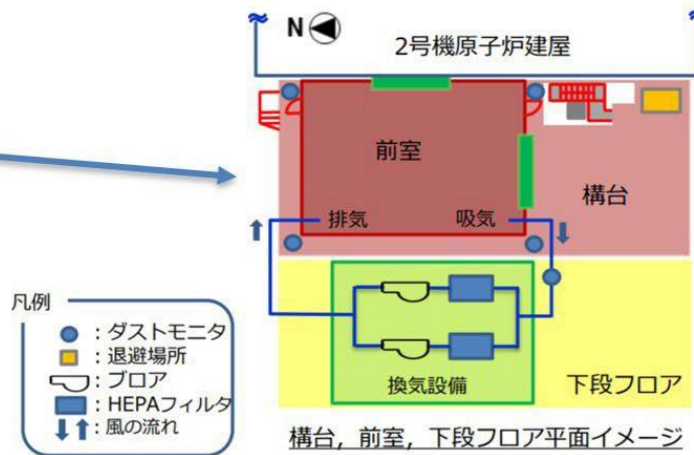 N
2号機原子炉建屋
前室
構台
排気
吸気
凡例
：ダストモニタ
：退避場所
：ブロア
：HEPAフィルタ
：風の流れ
換気設備
下段フロア
構台，前室，下段フロア平面イメージ